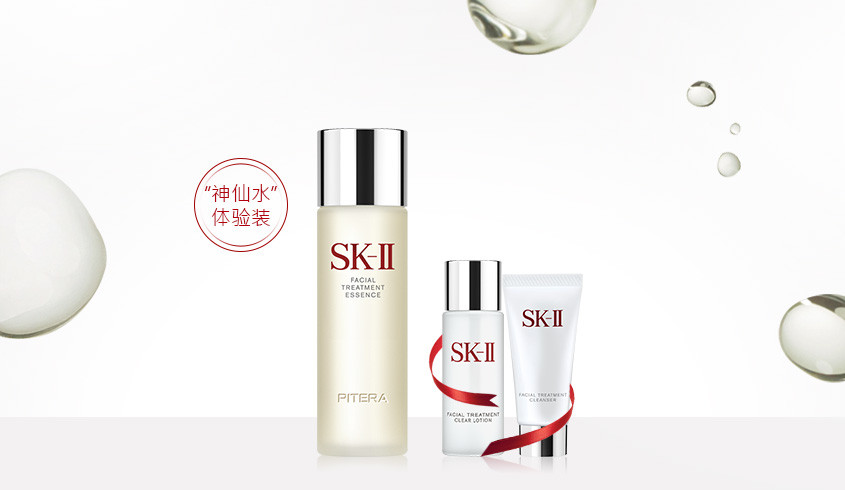 “神仙水”
体验装
SK-II
FACIAL
TREATMENT
ESSENCE
PITERA
SK-II
FACIAL TREATMENT
CLEAR LOTION
SK-II
FACIAL TREATMENT
CLEANSER